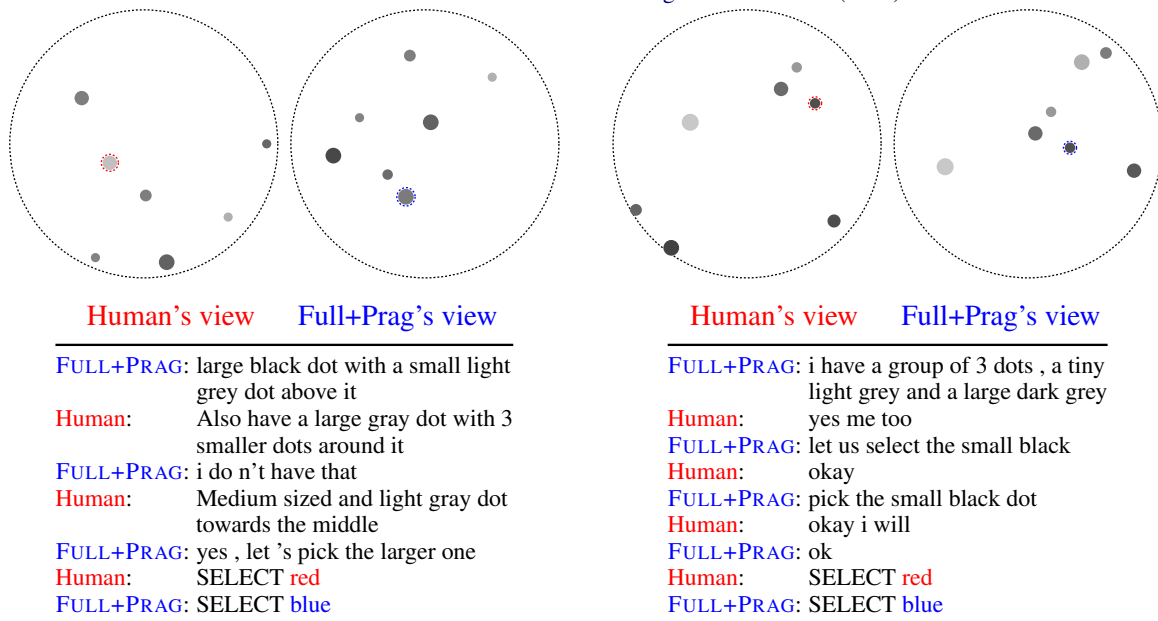 Human's view Full+Prag's view
FULL+PRAG: large black dot with a small light
grey dot above it
Human: Also have a large gray dot with 3
smaller dots around it
FULL+PRAG: i do n't have that
Human: Medium sized and light gray dot
towards the middle
FULL+PRAG: yes , let 's pick the larger one
Human: SELECT red
FULL+PRAG: SELECT blue
Human's view Full+Prag's view
FULL+PRAG: i have a group of 3 dots , a tiny
light grey and a large dark grey
Human: yes me too
FULL+PRAG: let us select the small black
Human: okay
FULL+PRAG: pick the small black dot
Human: okay i will
FULL+PRAG: ok
Human: SELECT red
FULL+PRAG: SELECT blue